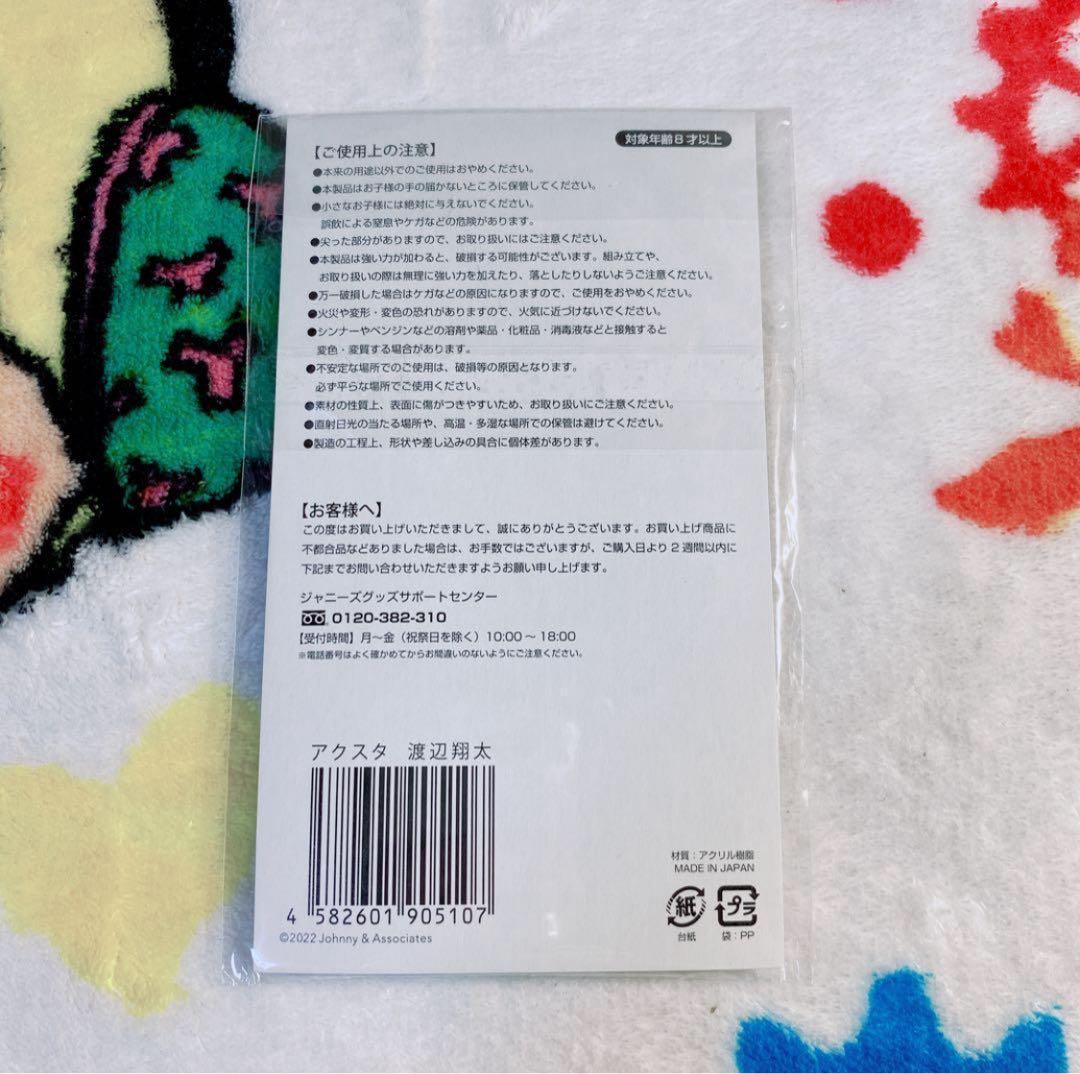 対象年齢8才以上
【ご使用上の注意】
●本来の用途以外でのご使用はおやめください。
●本製品はお子様の手の届かないところに保管してください。
●小さなお子様には絶対に与えないでください。
誤飲による窒息やケガなどの危険があります。
●尖った部分がありますので、お取り扱いにはご注意ください。
●本製品は強い力が加わると、破損する可能性がございます。組み立てや、
お取り扱いの際は無理に強い力を加えたり、落としたりしないようご注意ください。
●万一破損した場合はケガなどの原因になりますので、ご使用をおやめください。
●火災や変形・変色の恐れがありますので、火気に近づけないでください。
●シンナーやベンジンなどの溶剤や薬品・化粧品・消毒液などと接触すると
変色・変質する場合があります。
●不安定な場所でのご使用は、破損等の原因となります。
必ず平らな場所でご使用ください。
●素材の性質上、表面に傷がつきやすいため、お取り扱いにご注意ください。
●直射日光の当たる場所や、高温・多湿な場所での保管は避けてください。
●製造の工程上、形状や差し込みの具合に個体差があります。
【お客様へ】
この度はお買い上げいただきまして、誠にありがとうございます。お買い上げ商品に
不都合品などありました場合は、お手数ではございますが、ご購入日より2週間以内に
下記までお問い合わせいただきますようお願い申し上げます。
ジャニーズグッズサポートセンター
0120-382-310
【受付時間】月〜金（祝祭日を除く）10:00〜18:00
※電話番号はよく確かめてからお間違いのないようにご注意ください。
アクスタ 渡辺翔太
4 582601 905107
©2022 Johnny & Associates
材質：アクリル樹脂
MADE IN JAPAN
紙 プラ
台紙 袋：PP